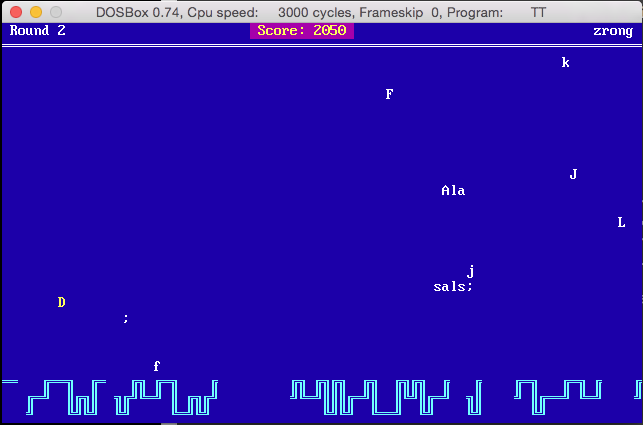 DOSBox 0.74, Cpu speed: 3000 cycles, Frameskip 0, Program: TT
Round 2 Score: 2050 zrong
k
F
J
Ala
L
j
sals;
D
;
f